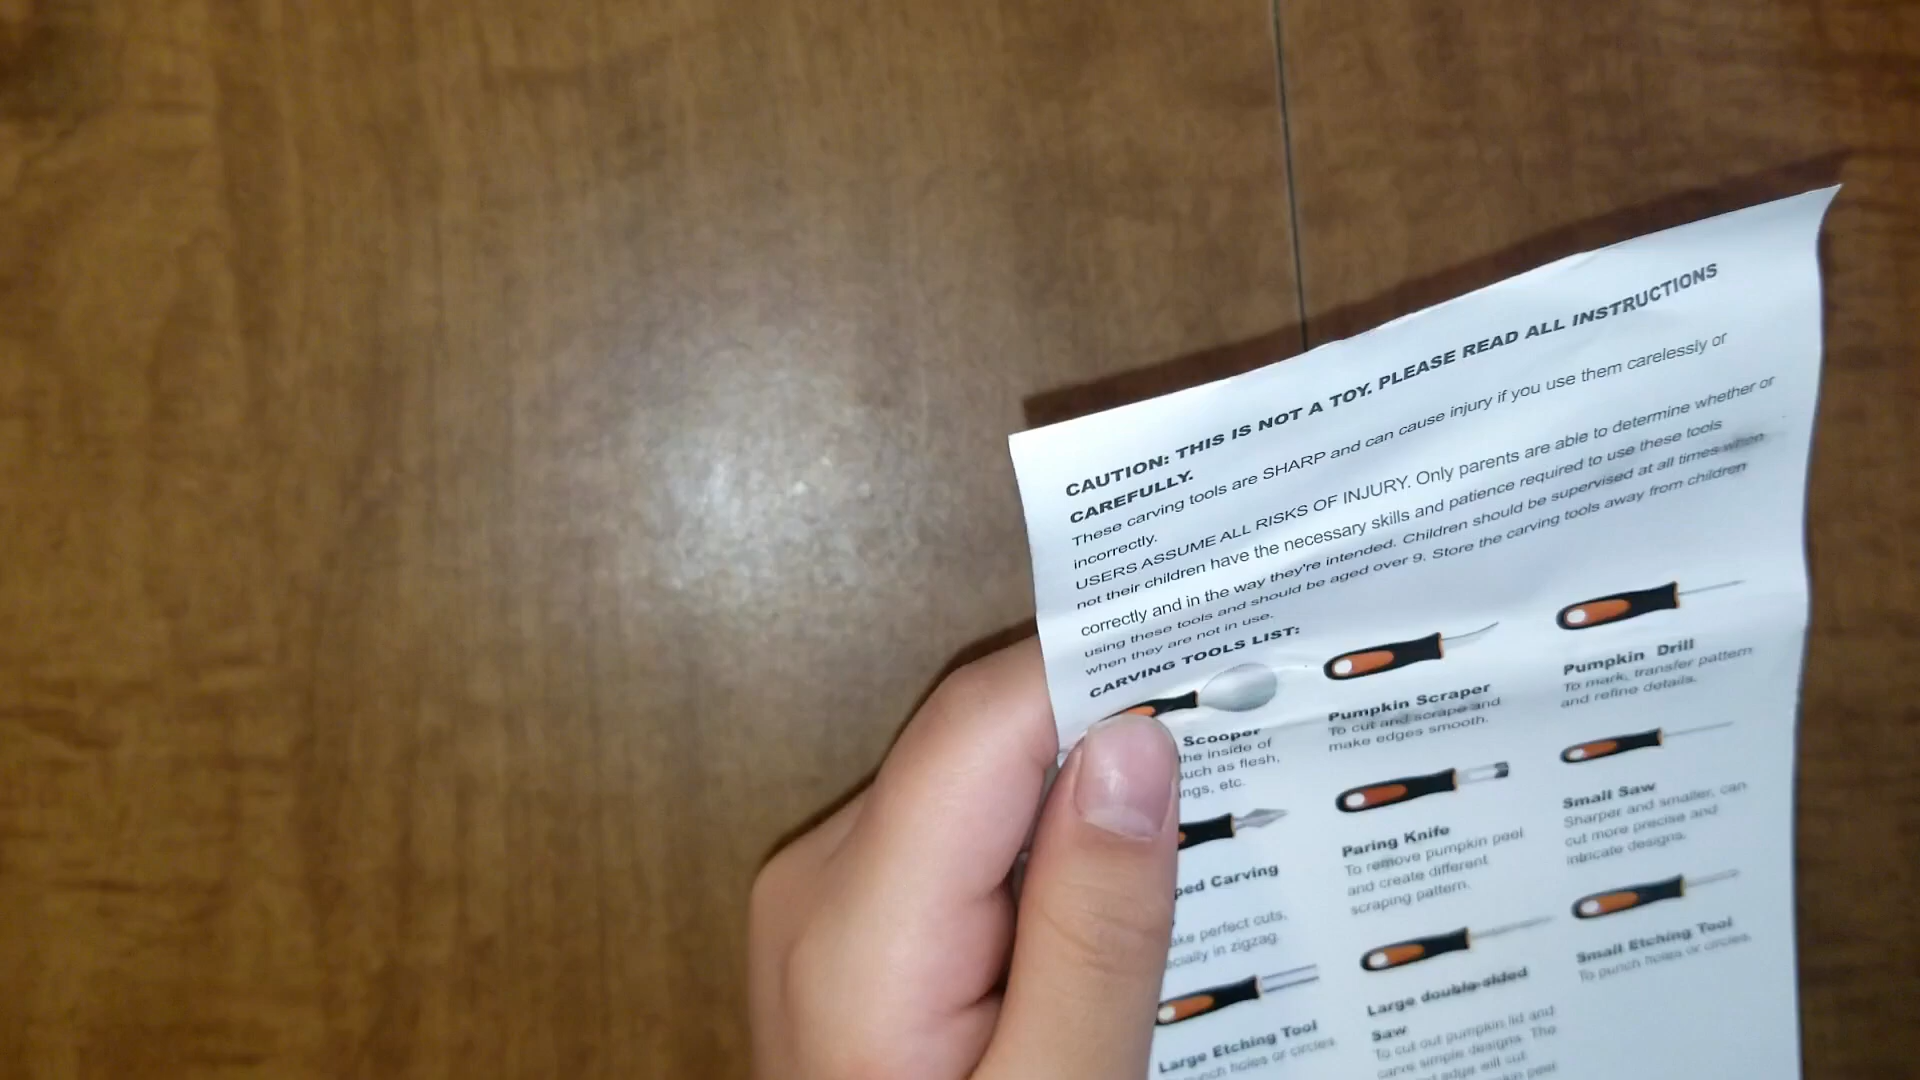 CAUTION: THIS IS NOT A TOY. PLEASE READ ALL INSTRUCTIONS
CAREFULLY.
These carving tools are SHARP and can cause injury if you use them carelessly or
incorrectly.
USERS ASSUME ALL RISKS OF INJURY. Only parents are able to determine whether or
not their children have the necessary skills and patience required to use these tools
correctly and in the way they're intended. Children should be supervised at all times when
using these tools and should be aged over 9. Store the carving tools away from children
when they are not in use.
CARVING TOOLS LIST:
Scooper
the inside of
such as flesh,
ings, etc.
Pumpkin Scraper
To cut and scrape and
make edges smooth.
Pumpkin Drill
To mark, transfer pattern
and refine details.
ped Carving
ake perfect cuts,
ecially in zigzag.
Paring Knife
To remove pumpkin peel
and create different
scraping pattern.
Small Saw
Sharper and smaller, can
cut more precise and
intricate designs.
Large Etching Tool
unch holes or circles.
Large double-sided
Saw
To cut out pumpkin lid and
carve simple designs. The
edge will cut
pumpkin peel
Small Etching Tool
To punch holes or circles.